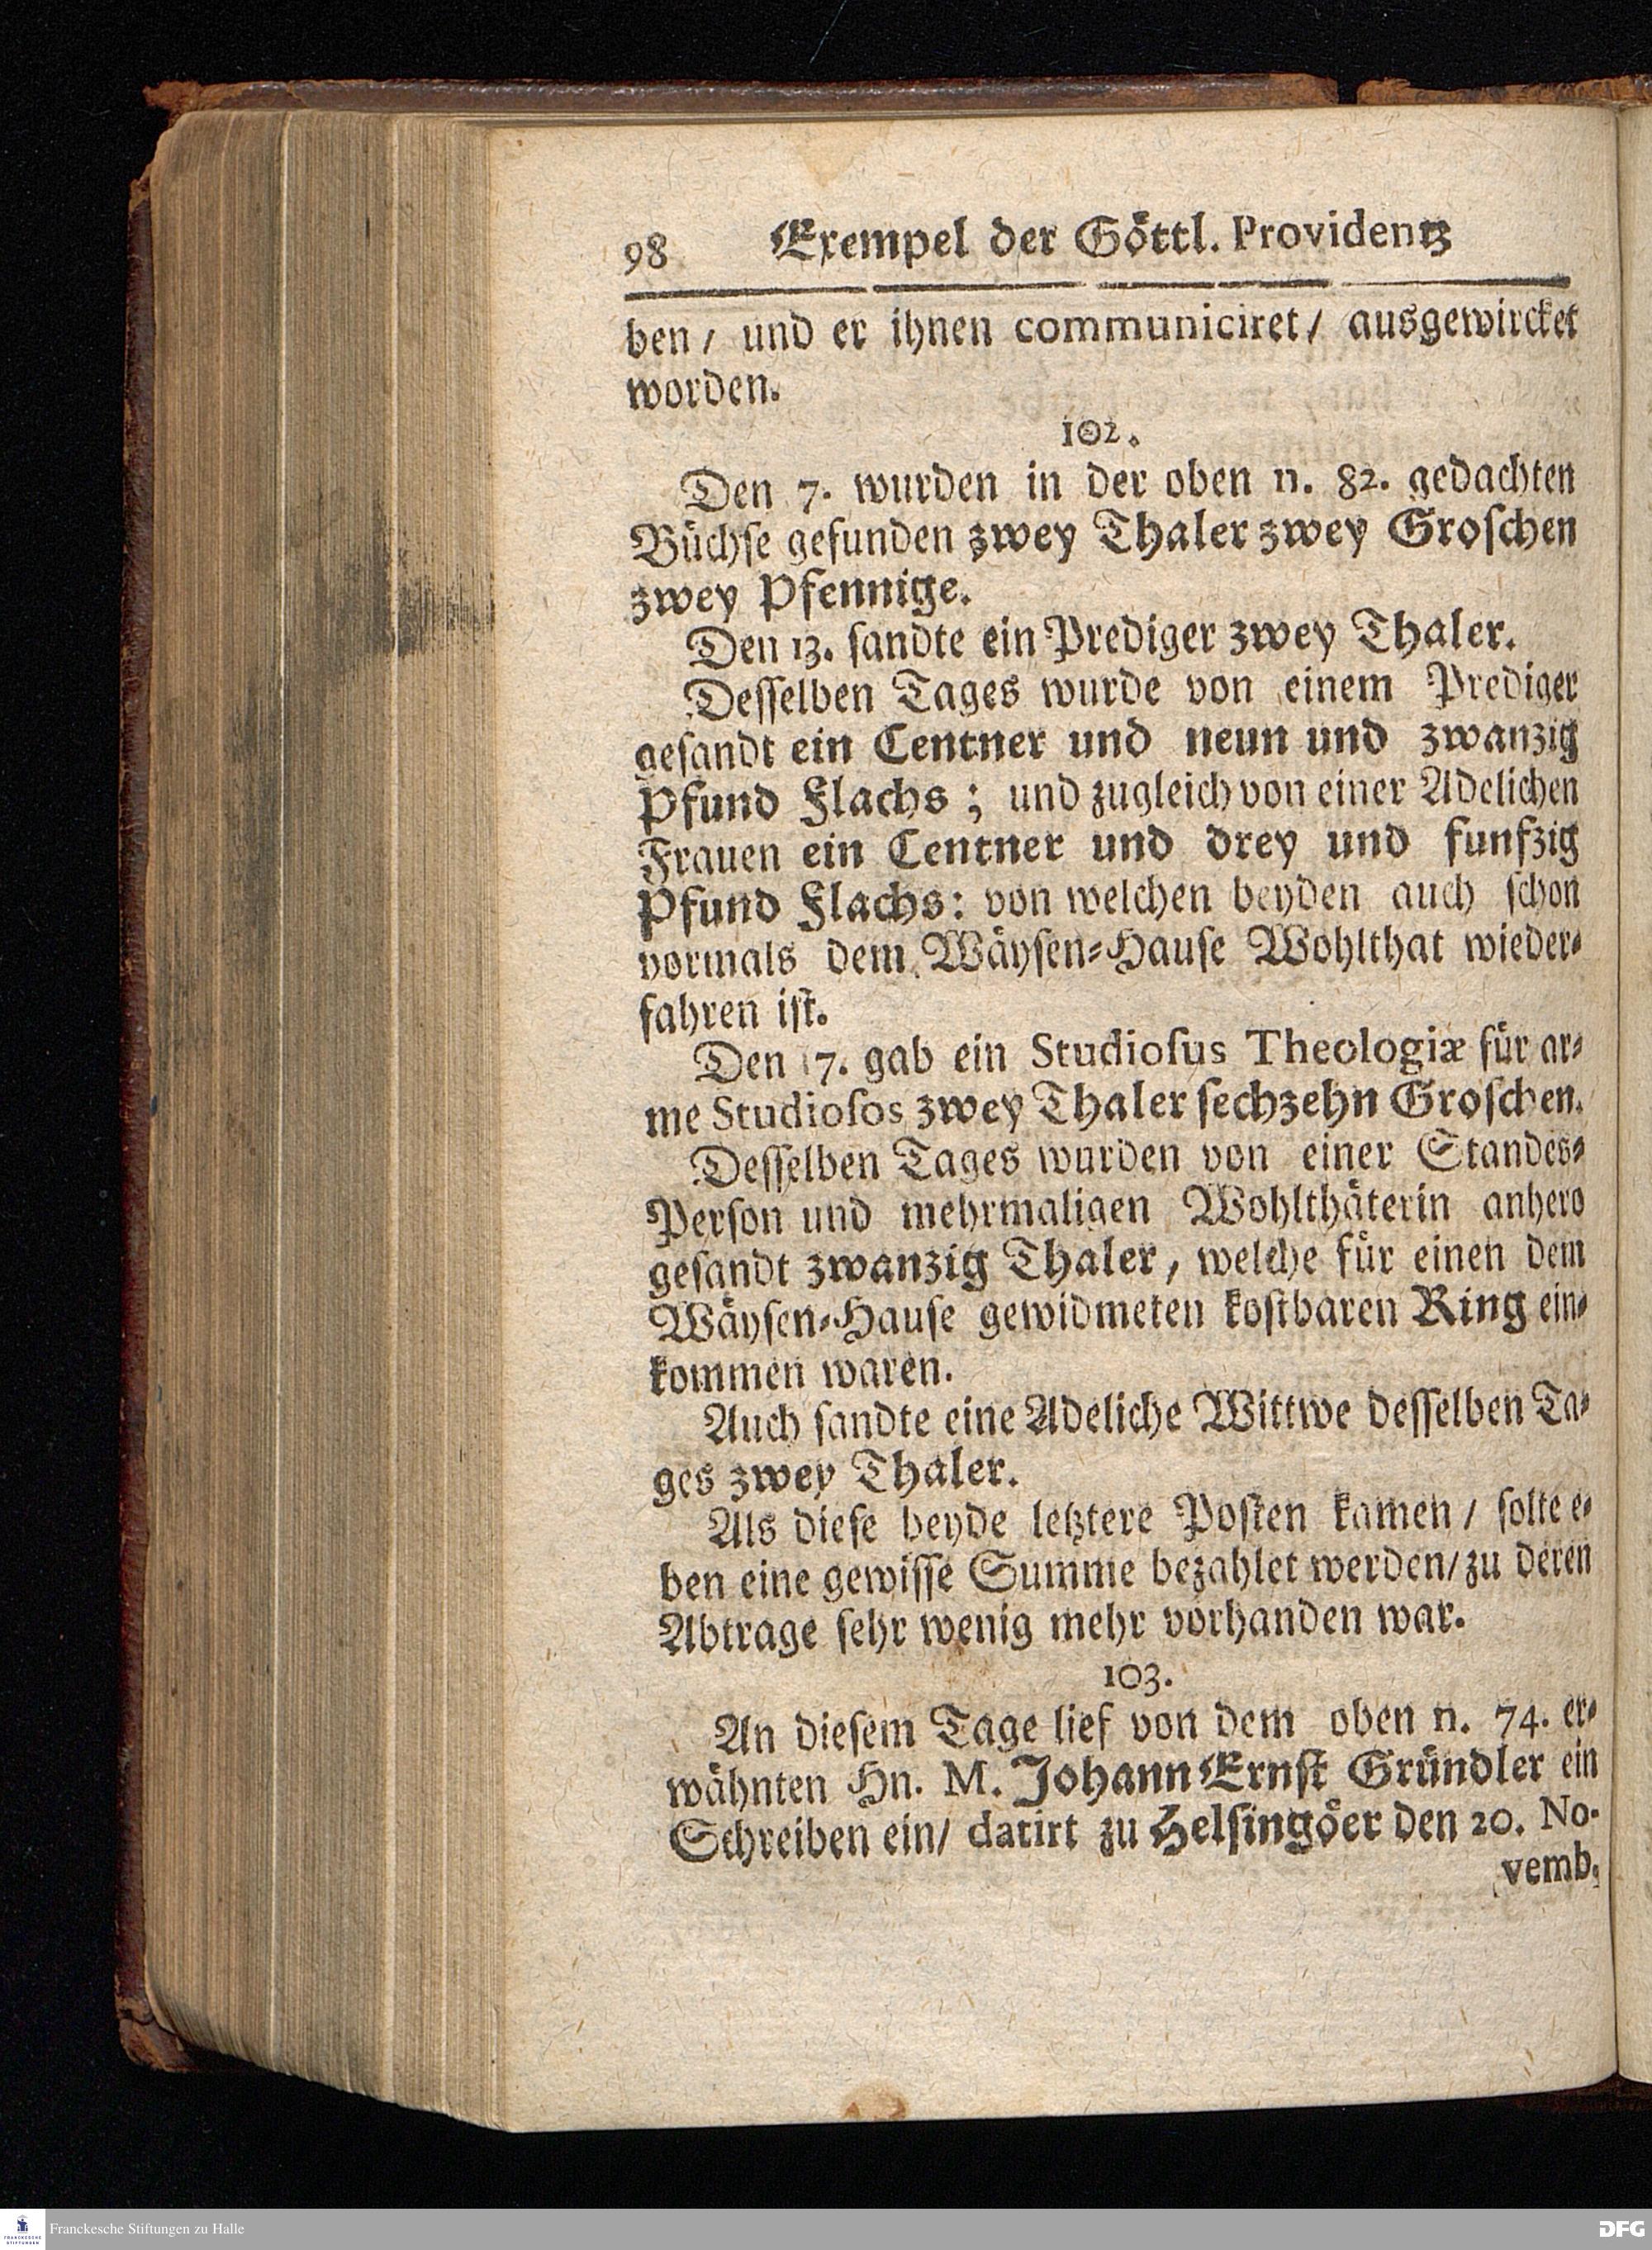 98 Exempel der Göttl. Providentz
ben/ und er ihnen communiciret/ ausgewircket
worden.
102.
Den 7. wurden in der oben n. 82. gedachten
Büchse gefunden zwey Thaler zwey Groschen
zwey Pfennige.
Den 13. sandte ein Prediger zwey Thaler.
Desselben Tages wurde von einem Prediger
gesandt ein Centner und neun und zwanzig
Pfund Flachs; und zugleich von einer Adelichen
Frauen ein Centner und drey und funfzig
Pfund Flachs: von welchen beyden auch schon
vormals dem Wäysen-Hause Wohlthat wieder-
fahren ist.
Den 17. gab ein Studiosus Theologiæ für ar-
me Studiosos zwey Thaler sechzehn Groschen.
Desselben Tages wurden von einer Standes-
Person und mehrmaligen Wohlthäterin anhero
gesandt zwanzig Thaler, welche für einen dem
Wäysen-Hause gewidmeten kostbaren Ring ein-
kommen waren.
Auch sandte eine Adeliche Wittwe desselben Ta-
ges zwey Thaler.
Als diese beyde letztere Posten kamen/ solte e-
ben eine gewisse Summe bezahlet werden/ zu deren
Abtrage sehr wenig mehr vorhanden war.
103.
An diesem Tage lief von dem oben n. 74. er-
wähnten Hn. M. Johann Ernst Gründler ein
Schreiben ein/ datirt zu Helsingöer den 20. No-
vemb.
Franckesche Stiftungen zu Halle
FRANCKESCHE
STIFTUNGEN
DFG